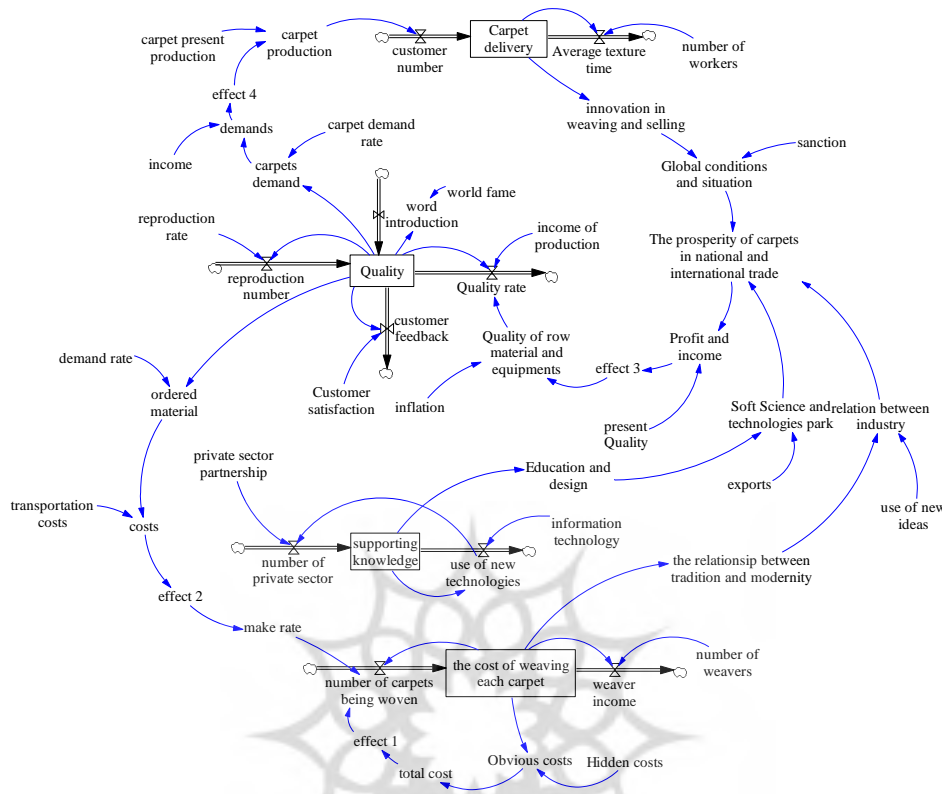 carpet present
production
carpet
production
customer
number
Carpet
delivery
Average texture
time
number of
workers
effect 4
demands
income
carpets
demand
carpet demand
rate
innovation in
weaving and selling
sanction
Global conditions
and situation
world fame
word
introduction
reproduction
rate
reproduction
number
Quality
income of
production
Quality rate
The prosperity of carpets
in national and
international trade
customer
feedback
Customer
satisfaction
Quality of row
material and
equipments
inflation
effect 3
Profit and
income
present
Quality
demand rate
ordered
material
Soft Science and
technologies park
relation between
industry
exports
use of new
ideas
private sector
partnership
Education and
design
transportation
costs
costs
number of
private sector
supporting
knowledge
use of new
technologies
information
technology
the relationsip between
tradition and modernity
effect 2
make rate
number of carpets
being woven
the cost of weaving
each carpet
weaver
income
number of
weavers
effect 1
total cost
Obvious costs
Hidden costs